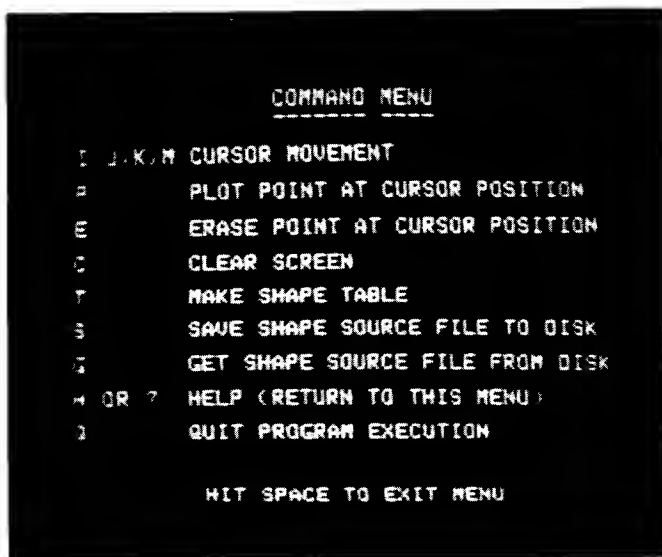 COMMAND MENU
I J,K,M CURSOR MOVEMENT
P PLOT POINT AT CURSOR POSITION
E ERASE POINT AT CURSOR POSITION
C CLEAR SCREEN
T MAKE SHAPE TABLE
S SAVE SHAPE SOURCE FILE TO DISK
G GET SHAPE SOURCE FILE FROM DISK
H OR ? HELP (RETURN TO THIS MENU)
Q QUIT PROGRAM EXECUTION
HIT SPACE TO EXIT MENU